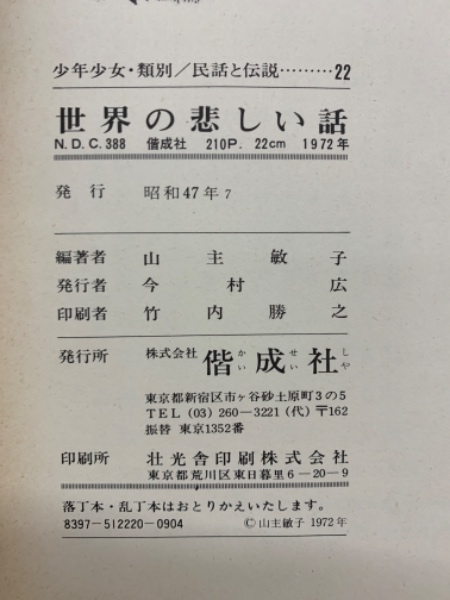 少年少女・類別/民話と伝説………22
世界の悲しい話
N.D.C.388 偕成社 210P. 22cm 1972年
発行 昭和47年7
編著者 山主敏子
発行者 今村広
印刷者 竹内勝之
発行所 株式会社 偕成社
かい せい しや
東京都新宿区市ヶ谷砂土原町3の5
TEL (03) 260-3221 (代) 〒162
振替 東京1352番
印刷所 壮光舎印刷株式会社
東京都荒川区東日暮里6-20-9
落丁本・乱丁本はおとりかえいたします。
8397-512220-0904 ©山主敏子 1972年